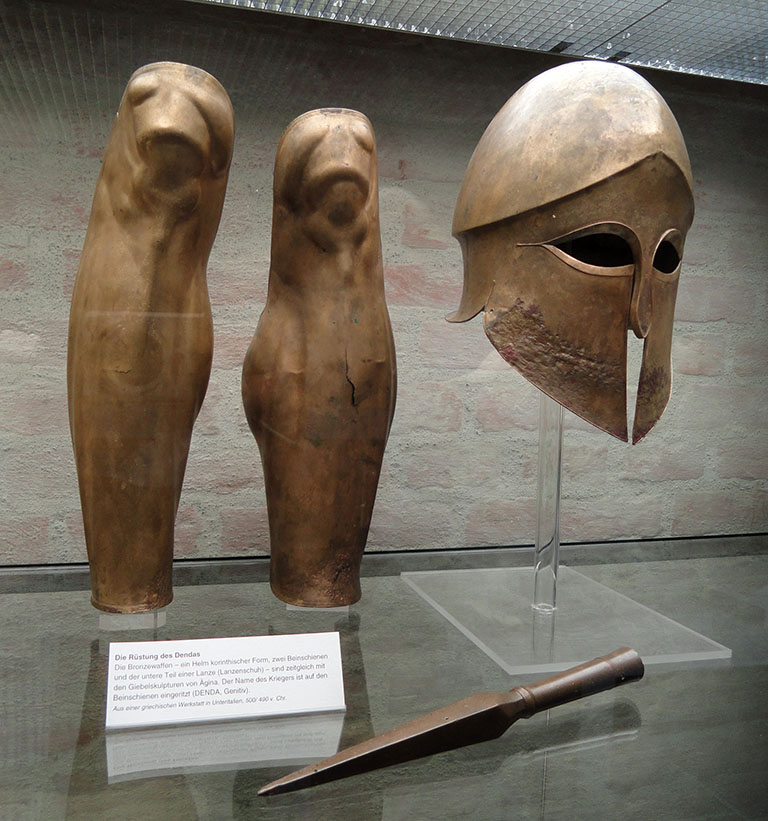 Die Rüstung des Dendas
Die Bronzewaffen – ein Helm korinthischer Form, zwei Beinschienen
und der untere Teil einer Lanze (Lanzenschuh) – sind zeitgleich mit
den Giebelskulpturen von Ägina. Der Name des Kriegers ist auf den
Beinschienen eingeritzt (DENDA, Genitiv).
Aus einer griechischen Werkstatt in Unteritalien, 500/ 490 v. Chr.